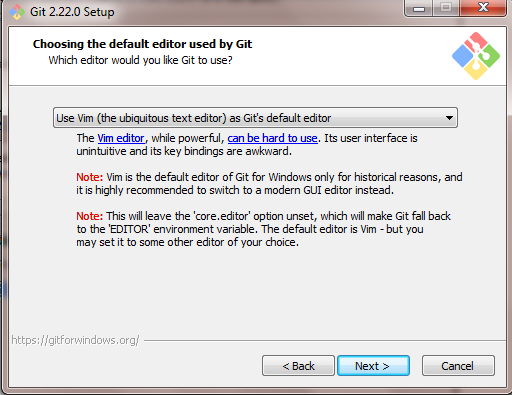 Git 2.22.0 Setup
Choosing the default editor used by Git
Which editor would you like Git to use?
Use Vim (the ubiquitous text editor) as Git's default editor
The Vim editor, while powerful, can be hard to use. Its user interface is
unintuitive and its key bindings are awkward.
Note: Vim is the default editor of Git for Windows only for historical reasons, and
it is highly recommended to switch to a modern GUI editor instead.
Note: This will leave the 'core.editor' option unset, which will make Git fall back
to the 'EDITOR' environment variable. The default editor is Vim - but you
may set it to some other editor of your choice.
https://gitforwindows.org/
< Back
Next >
Cancel